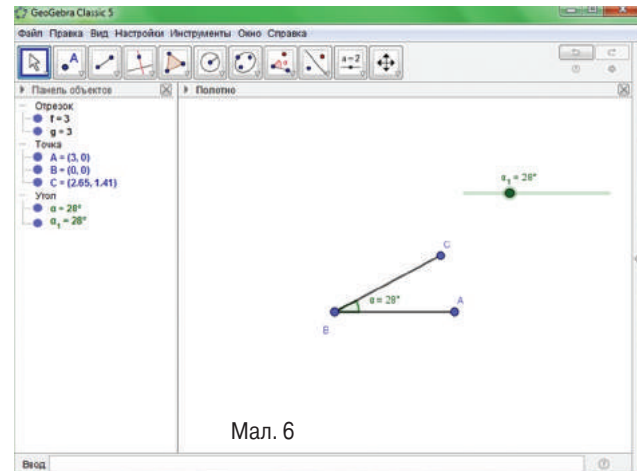 GeoGebra Classic 5
Файл Правка Вид Настройки Инструменты Окно Справка
A
a=2
Панель объектов
Полотно
Отрезок
f = 3
g = 3
Точка
A = (3, 0)
B = (0, 0)
C = (2.65, 1.41)
Угол
α = 28°
α₁ = 28°
α₁ = 28°
C
α = 28°
A
B
Мал. 6
Ввод